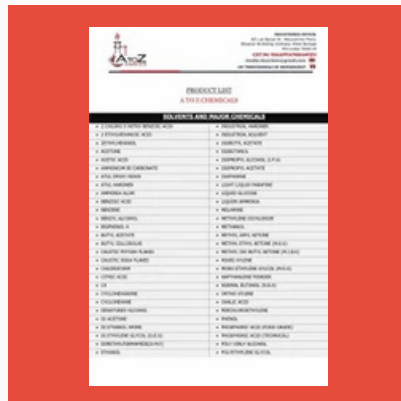 A TO Z
REGISTERED OFFICE
PRODUCT LIST
A TO Z CHEMICALS
SOLVENTS AND MAJOR CHEMICALS
2 CHLORO 5 NITRO BENZOIC ACID
2 ETHYLHEXANOIC ACID
ACETONE
ACETIC ACID
AMMONIUM BI CARBONATE
ATUL EPOXY RESIN
ATUL HARDNER
AMMONIA ALUM
BENZOIC ACID
BENZENE
BENZYL ALCOHOL
BISPHENOL A
BUTYL ACETATE
BUTYL CELLOSOLVE
CAUSTIC POTASH FLAKES
CAUSTIC SODA FLAKES
CHLOROFORM
CITRIC ACID
C9
CYCLOHEXANONE
CYCLOHEXANE
DENATURED ALCOHOL
DI ACETONE
DI ETHANOL AMINE
DI ETHYLENE GLYCOL (D.E.G)
DIMETHYLFORMAMIDE(D.M.F)
ETHANOL
INDUSTRIAL HARDNER
INDUSTRIAL SOLVENT
ISOBUTYL ACETATE
ISOBUTANOL
ISOPROPYL ALCOHOL (I.P.A)
ISOPROPYL ACETATE
ISOPHORONE
LIGHT LIQUID PARAFFINE
LIQUID GLUCOSE
LIQUOR AMMONIA
MELAMINE
METHYLENE DICHLORIDE
METHANOL
METHYL AMYL KETONE
METHYL ETHYL KETONE (M.E.K)
METHYL ISO BUTYL KETONE (M.I.B.K)
MIXED XYLENE
MONO ETHYLENE GLYCOL (M.E.G)
NAPTHALENE POWDER
NORMAL BUTANOL (N.B.A)
ORTHO XYLENE
OXALIC ACID
PERCHLOROETHYLENE
PHENOL
PHOSPHORIC ACID (FOOD GRADE)
PHOSPHORIC ACID (TECHNICAL)
POLY VINLY ALCOHOL
POLYETHYLENE GLYCOL